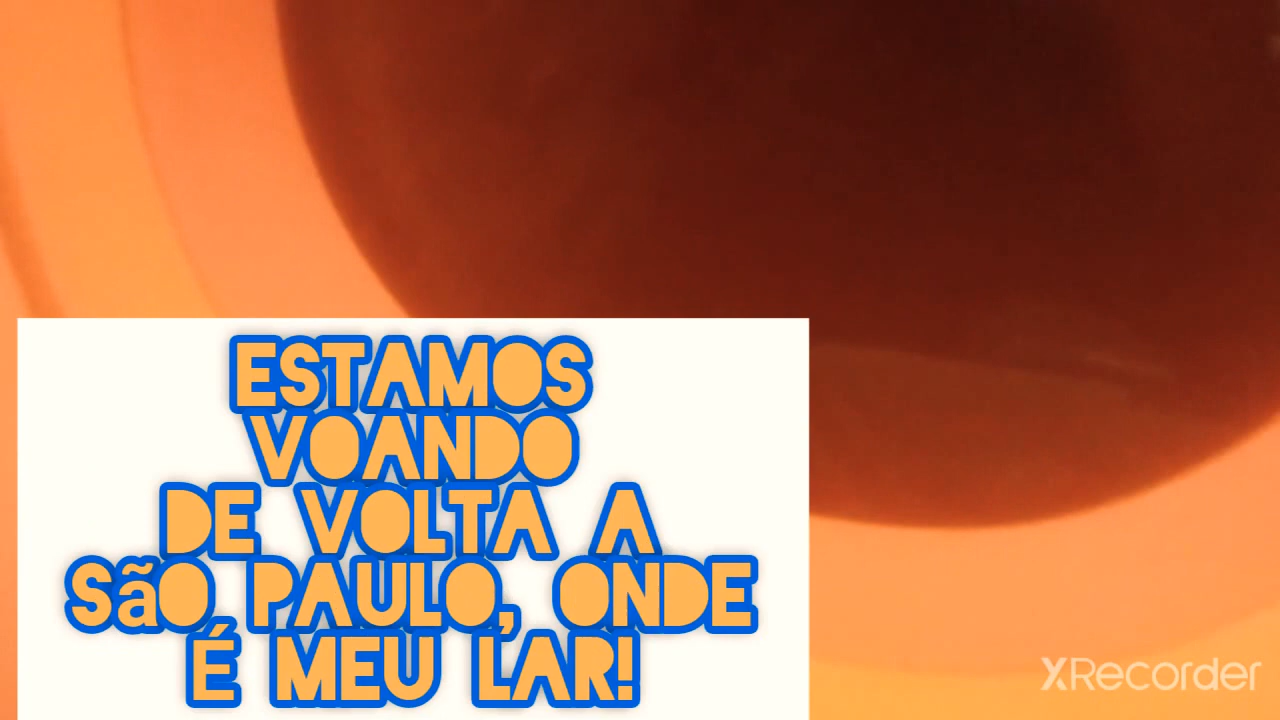 ESTAMOS
VOANDO
DE VOLTA A
SãO PAULO, ONDE
É MEU LAR!
XRecorder